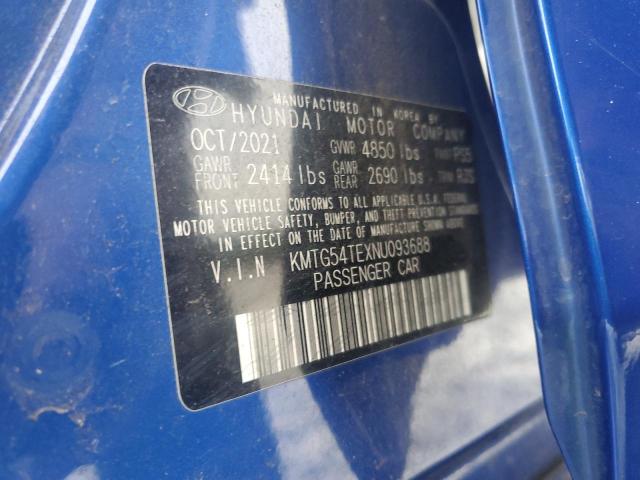 MANUFACTURED IN KOREA BY
HYUNDAI MOTOR COMPANY
OCT/2021 GVWR 4850 lbs
GAWR FRONT 2414 lbs GAWR REAR 2690 lbs
THIS VEHICLE CONFORMS TO ALL APPLICABLE U.S.A. FEDERAL
MOTOR VEHICLE SAFETY, BUMPER, AND THEFT PREVENTION STANDARDS
IN EFFECT ON THE DATE OF MANUFACTURE SHOWN ABOVE.
V.I.N KMTG54TEXNU093688
PASSENGER CAR